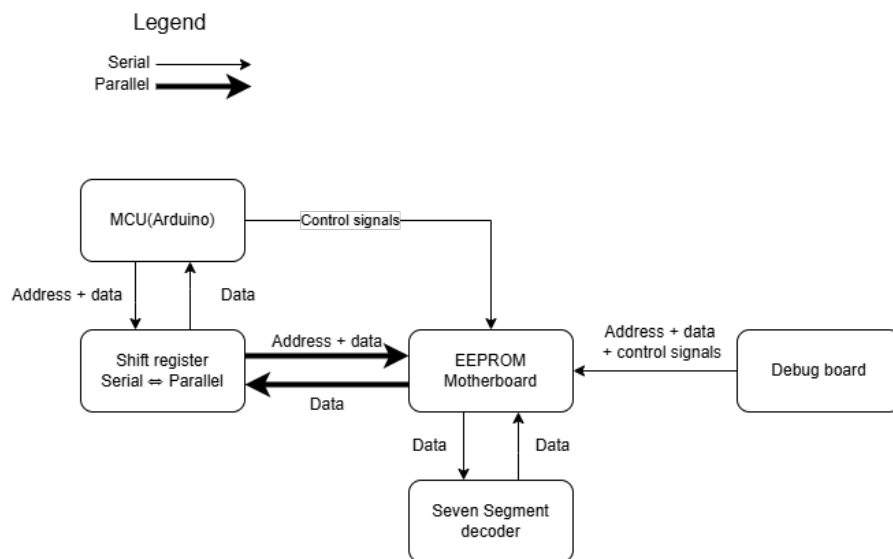 Legend
Serial
Parallel
MCU(Arduino)
Control signals
Address + data
Data
Shift register
Serial ⇔ Parallel
Address + data
Data
EEPROM
Motherboard
Address + data
+ control signals
Debug board
Data
Data
Seven Segment
decoder